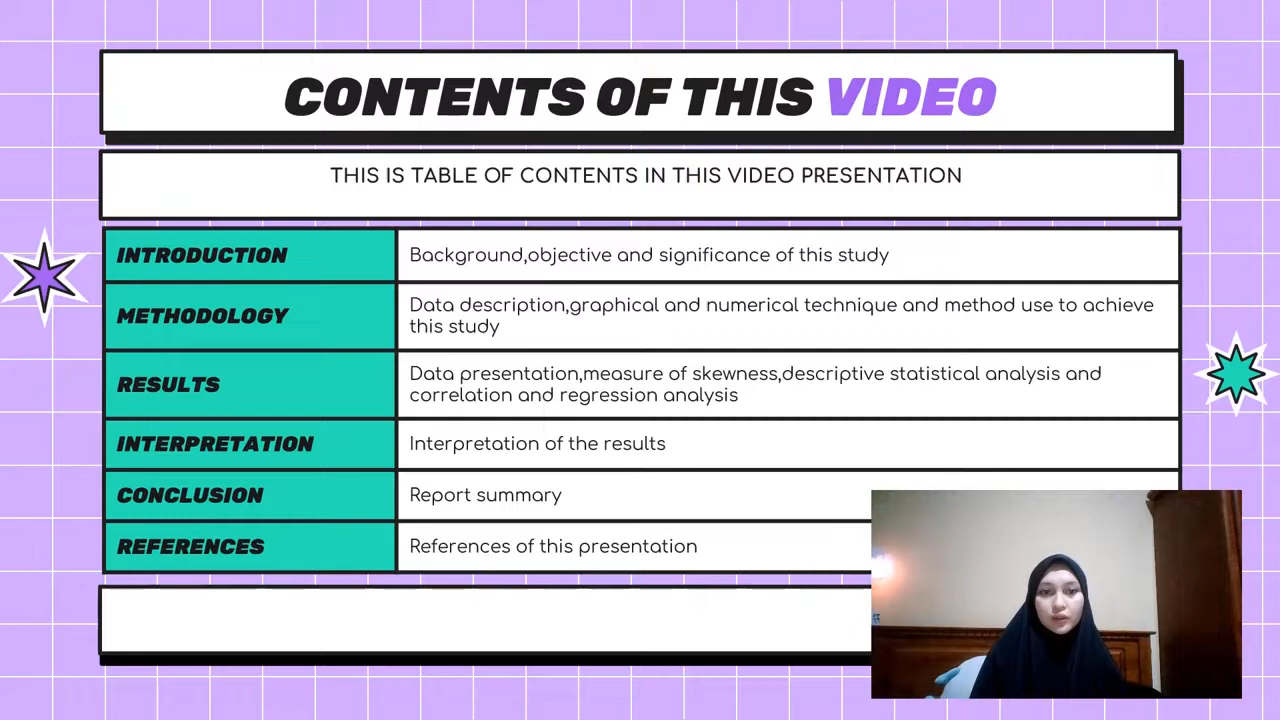 CONTENTS OF THIS VIDEO
THIS IS TABLE OF CONTENTS IN THIS VIDEO PRESENTATION
INTRODUCTION
Background,objective and significance of this study
METHODOLOGY
Data description,graphical and numerical technique and method use to achieve
this study
RESULTS
Data presentation,measure of skewness,descriptive statistical analysis and
correlation and regression analysis
INTERPRETATION
Interpretation of the results
CONCLUSION
Report summary
REFERENCES
References of this presentation